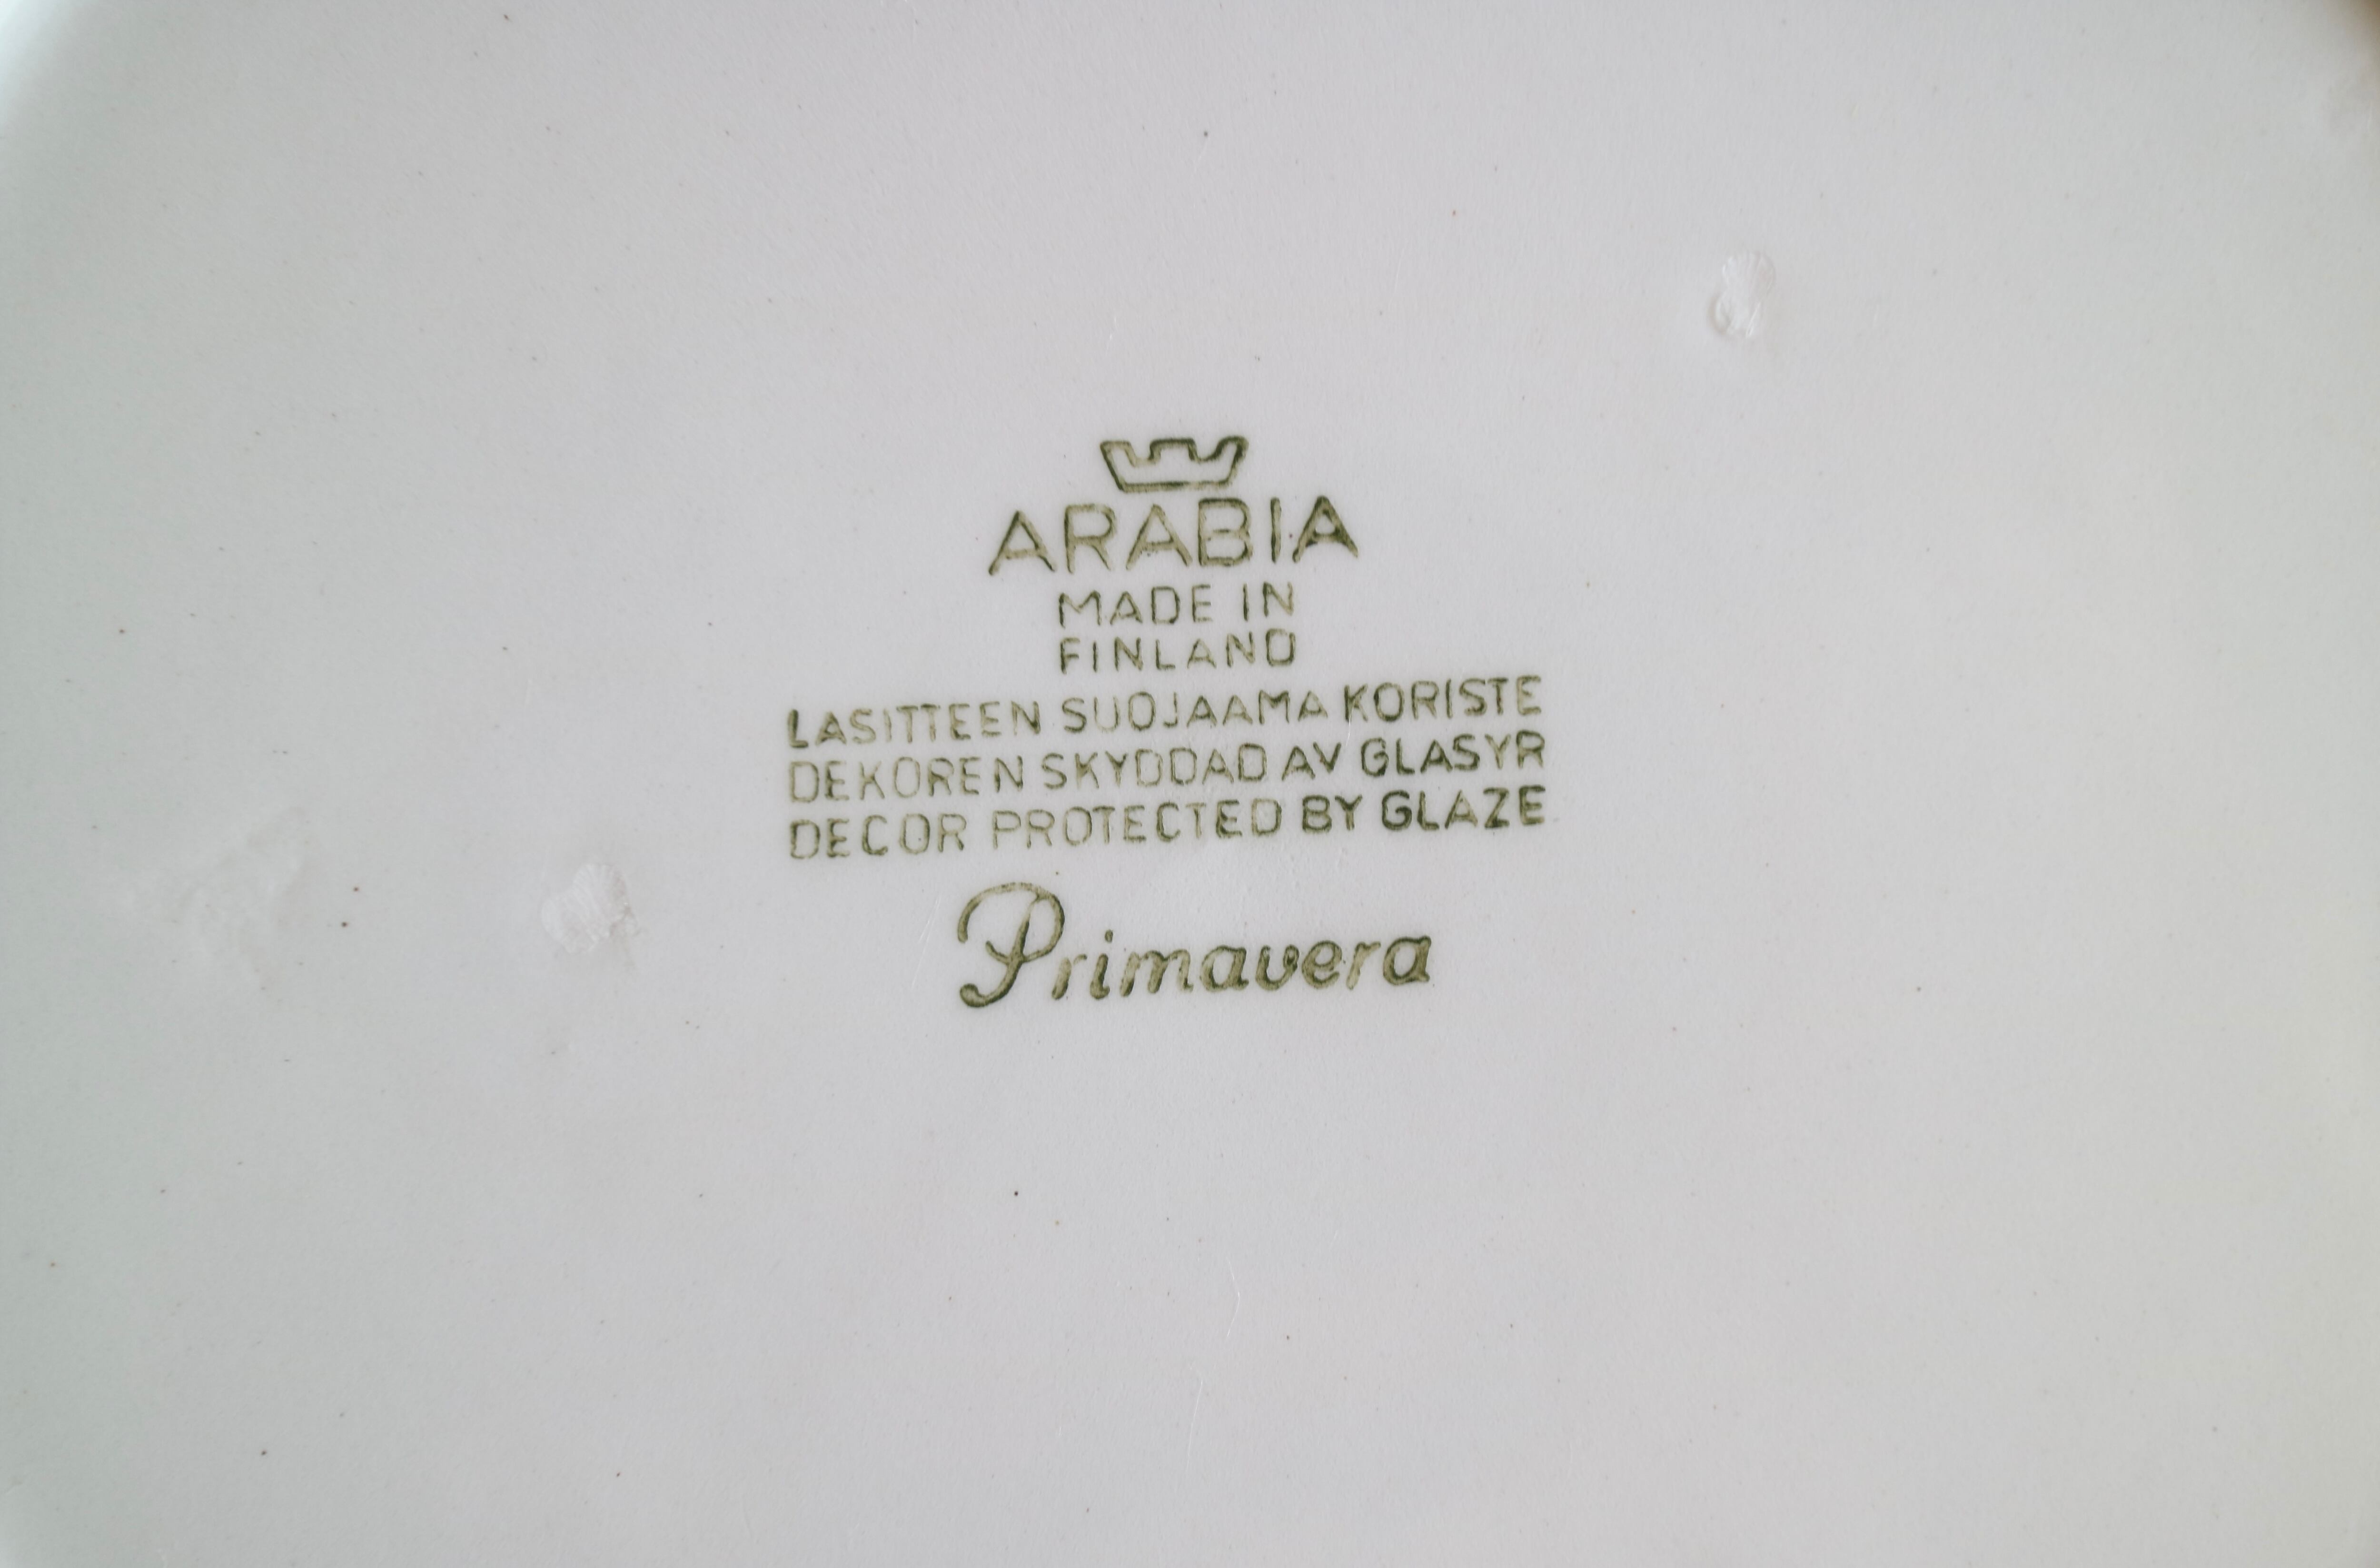 ARABIA
MADE IN
FINLAND
LASITTEEN SUOJAAMA KORISTE
DEKOREN SKYDDAD AV GLASYR
DECOR PROTECTED BY GLAZE
Primavera